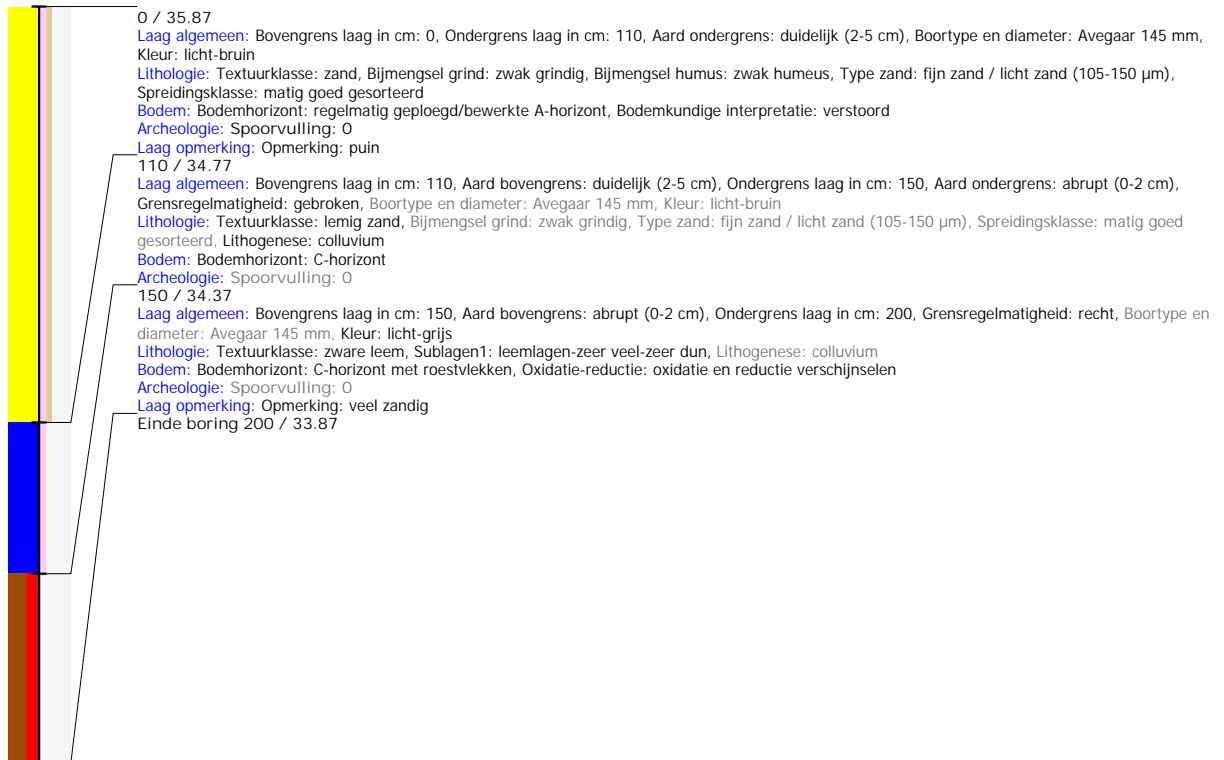 0 / 35.87
Laag algemeen: Bovengrens laag in cm: 0, Ondergrens laag in cm: 110, Aard ondergrens: duidelijk (2-5 cm), Boortype en diameter: Avegaar 145 mm,
Kleur: licht-bruin
Lithologie: Textuurklasse: zand, Bijmengsel grind: zwak grindig, Bijmengsel humus: zwak humeus, Type zand: fijn zand / licht zand (105-150 µm),
Spreidingsklasse: matig goed gesorteerd
Bodem: Bodemhorizont: regelmatig geploegd/bewerkte A-horizont, Bodemkundige interpretatie: verstoord
Archeologie: Spoorvulling: 0
Laag opmerking: Opmerking: puin
110 / 34.77
Laag algemeen: Bovengrens laag in cm: 110, Aard bovengrens: duidelijk (2-5 cm), Ondergrens laag in cm: 150, Aard ondergrens: abrupt (0-2 cm),
Grensregelmatigheid: gebroken, Boortype en diameter: Avegaar 145 mm, Kleur: licht-bruin
Lithologie: Textuurklasse: lemig zand, Bijmengsel grind: zwak grindig, Type zand: fijn zand / licht zand (105-150 µm), Spreidingsklasse: matig goed
gesorteerd, Lithogenese: colluvium
Bodem: Bodemhorizont: C-horizont
Archeologie: Spoorvulling: 0
150 / 34.37
Laag algemeen: Bovengrens laag in cm: 150, Aard bovengrens: abrupt (0-2 cm), Ondergrens laag in cm: 200, Grensregelmatigheid: recht, Boortype en
diameter: Avegaar 145 mm, Kleur: licht-grijs
Lithologie: Textuurklasse: zware leem, Sublagen1: leemlagen-zeer veel-zeer dun, Lithogenese: colluvium
Bodem: Bodemhorizont: C-horizont met roestvlekken, Oxidatie-reductie: oxidatie en reductie verschijnselen
Archeologie: Spoorvulling: 0
Laag opmerking: Opmerking: veel zandig
Einde boring 200 / 33.87